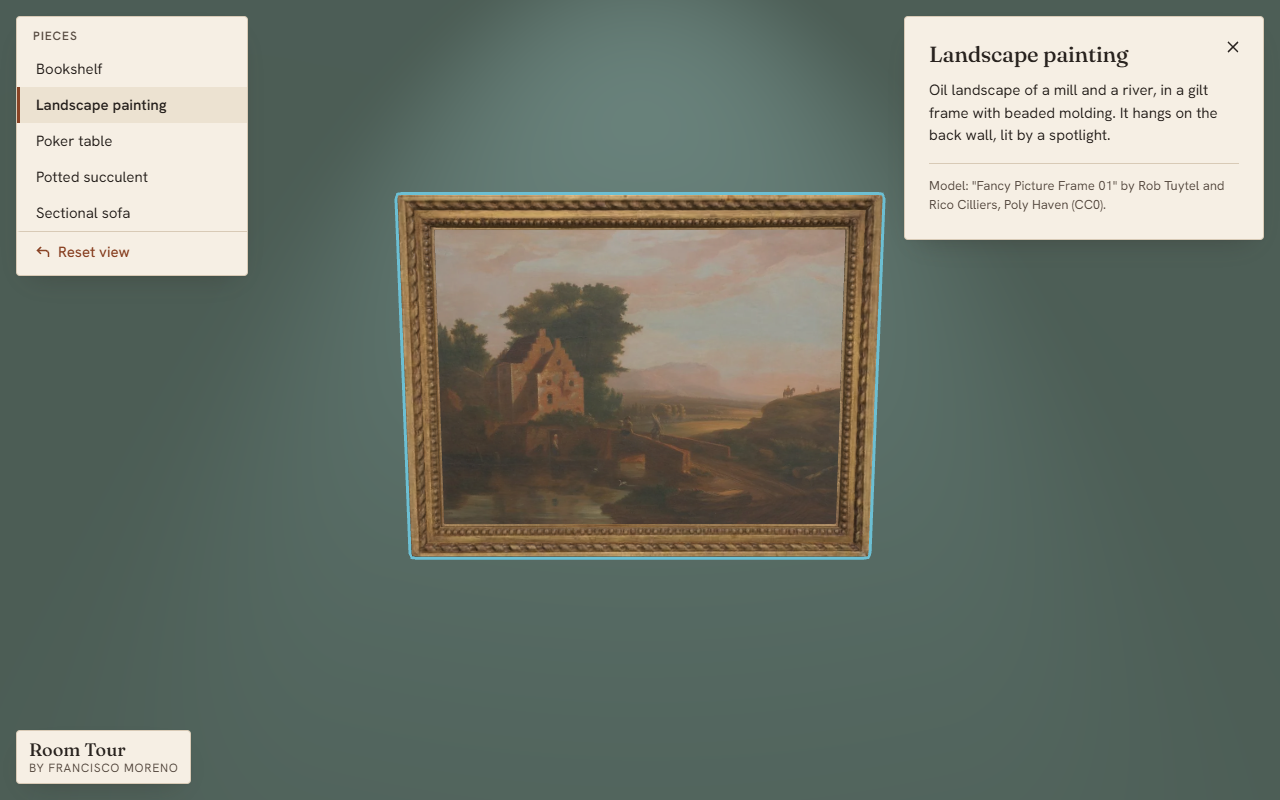 PIECES
Bookshelf
Landscape painting
Poker table
Potted succulent
Sectional sofa
Reset view
Landscape painting
Oil landscape of a mill and a river, in a gilt
frame with beaded molding. It hangs on the
back wall, lit by a spotlight.
Model: "Fancy Picture Frame 01" by Rob Tuytel and
Rico Cilliers, Poly Haven (CC0).
Room Tour
BY FRANCISCO MORENO